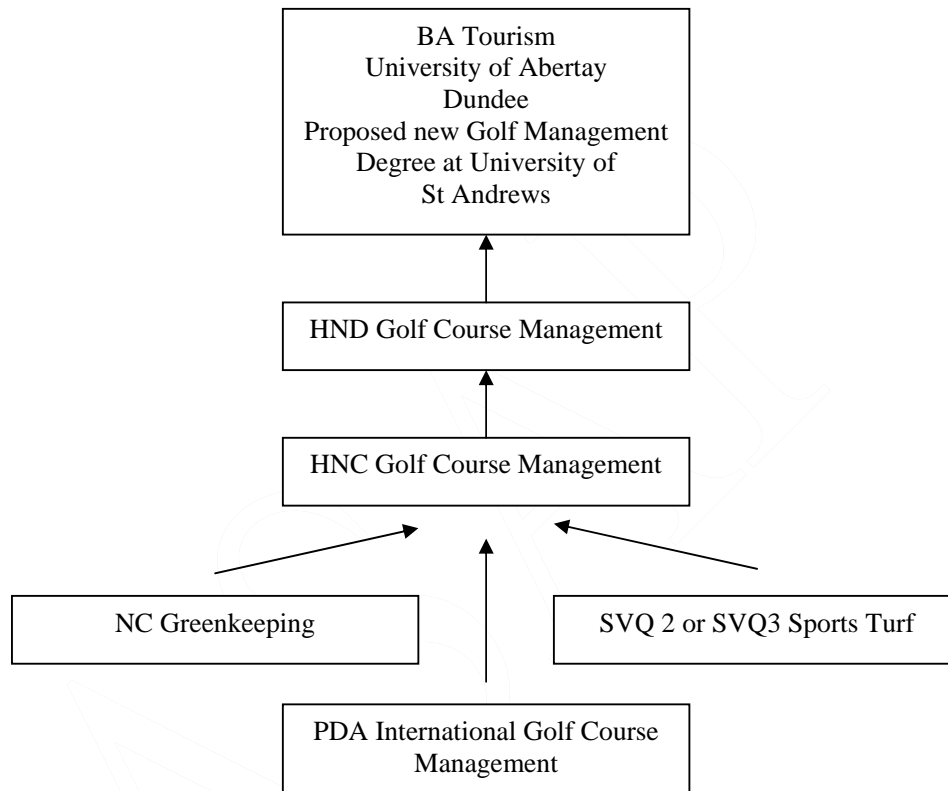 BA Tourism
University of Abertay
Dundee
Proposed new Golf Management
Degree at University of
St Andrews
HND Golf Course Management
HNC Golf Course Management
NC Greenkeeping
SVQ 2 or SVQ3 Sports Turf
PDA International Golf Course
Management